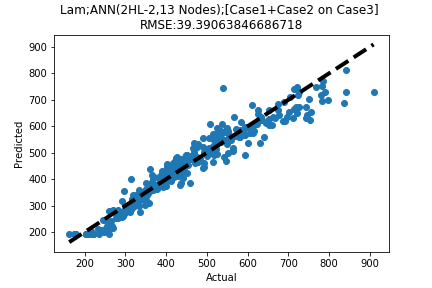 Lam;ANN(2HL-2,13 Nodes);[Case1+Case2 on Case3]
RMSE:39.39063846686718
900
800
700
600
500
400
300
200
Predicted
200 300 400 500 600 700 800 900
Actual